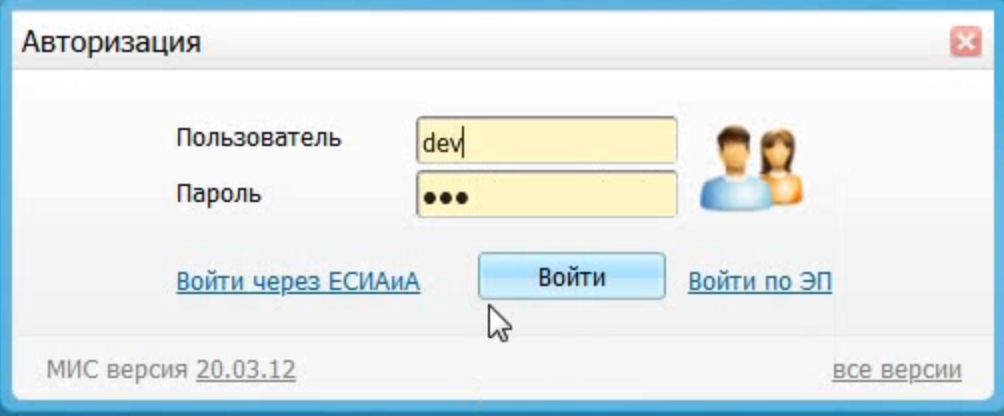 Авторизация
Пользователь dev
Пароль •••
Войти через ЕСИАиА Войти Войти по ЭП
МИС версия 20.03.12 все версии